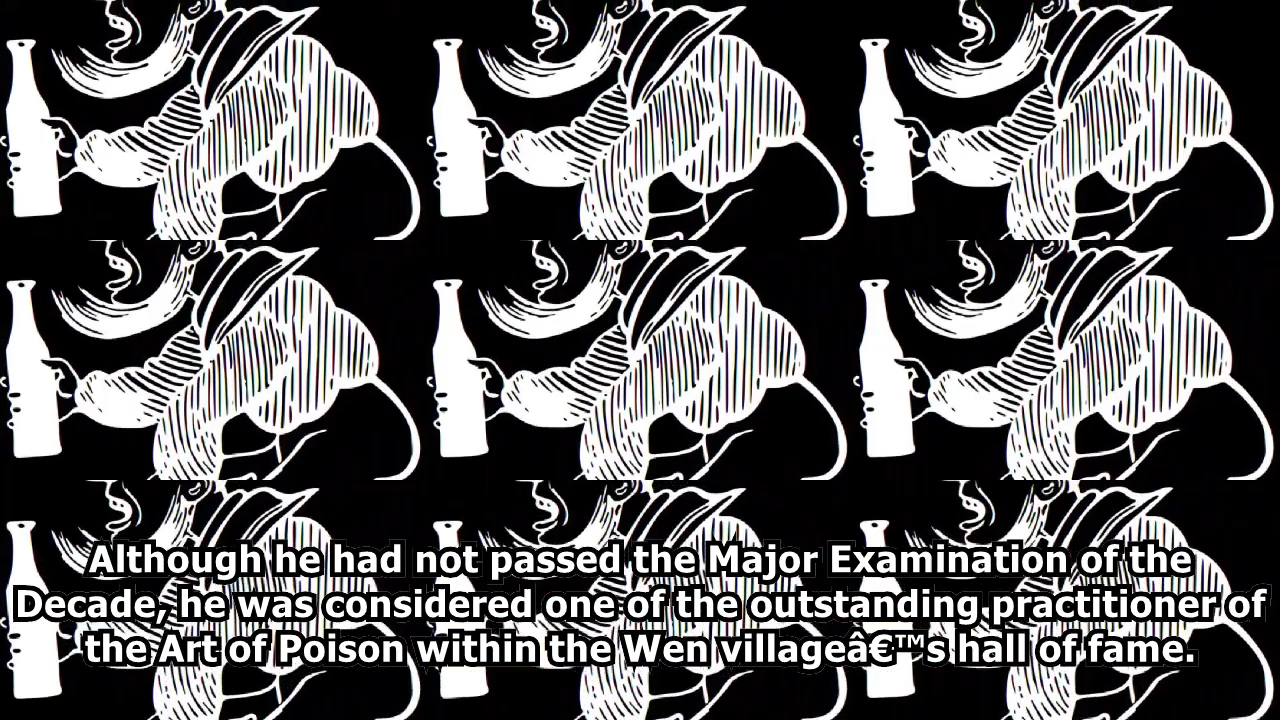 Although he had not passed the Major Examination of the
Decade, he was considered one of the outstanding practitioner of
the Art of Poison within the Wen villageâ€™s hall of fame.